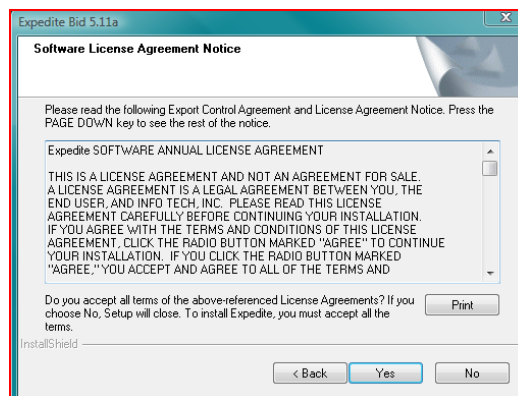 Expedite Bid 5.11a
Software License Agreement Notice
Please read the following Export Control Agreement and License Agreement Notice. Press the
PAGE DOWN key to see the rest of the notice.
Expedite SOFTWARE ANNUAL LICENSE AGREEMENT
THIS IS A LICENSE AGREEMENT AND NOT AN AGREEMENT FOR SALE.
A LICENSE AGREEMENT IS A LEGAL AGREEMENT BETWEEN YOU, THE
END USER, AND INFO TECH, INC.  PLEASE READ THIS LICENSE
AGREEMENT CAREFULLY BEFORE CONTINUING YOUR INSTALLATION.
IF YOU AGREE WITH THE TERMS AND CONDITIONS OF THIS LICENSE
AGREEMENT, CLICK THE RADIO BUTTON MARKED "AGREE" TO CONTINUE
YOUR INSTALLATION.  IF YOU CLICK THE RADIO BUTTON MARKED
"AGREE," YOU ACCEPT AND AGREE TO ALL OF THE TERMS AND
Do you accept all terms of the above-referenced License Agreements? If you
choose No, Setup will close. To install Expedite, you must accept all the
terms.
Print
InstallShield
< Back
Yes
No